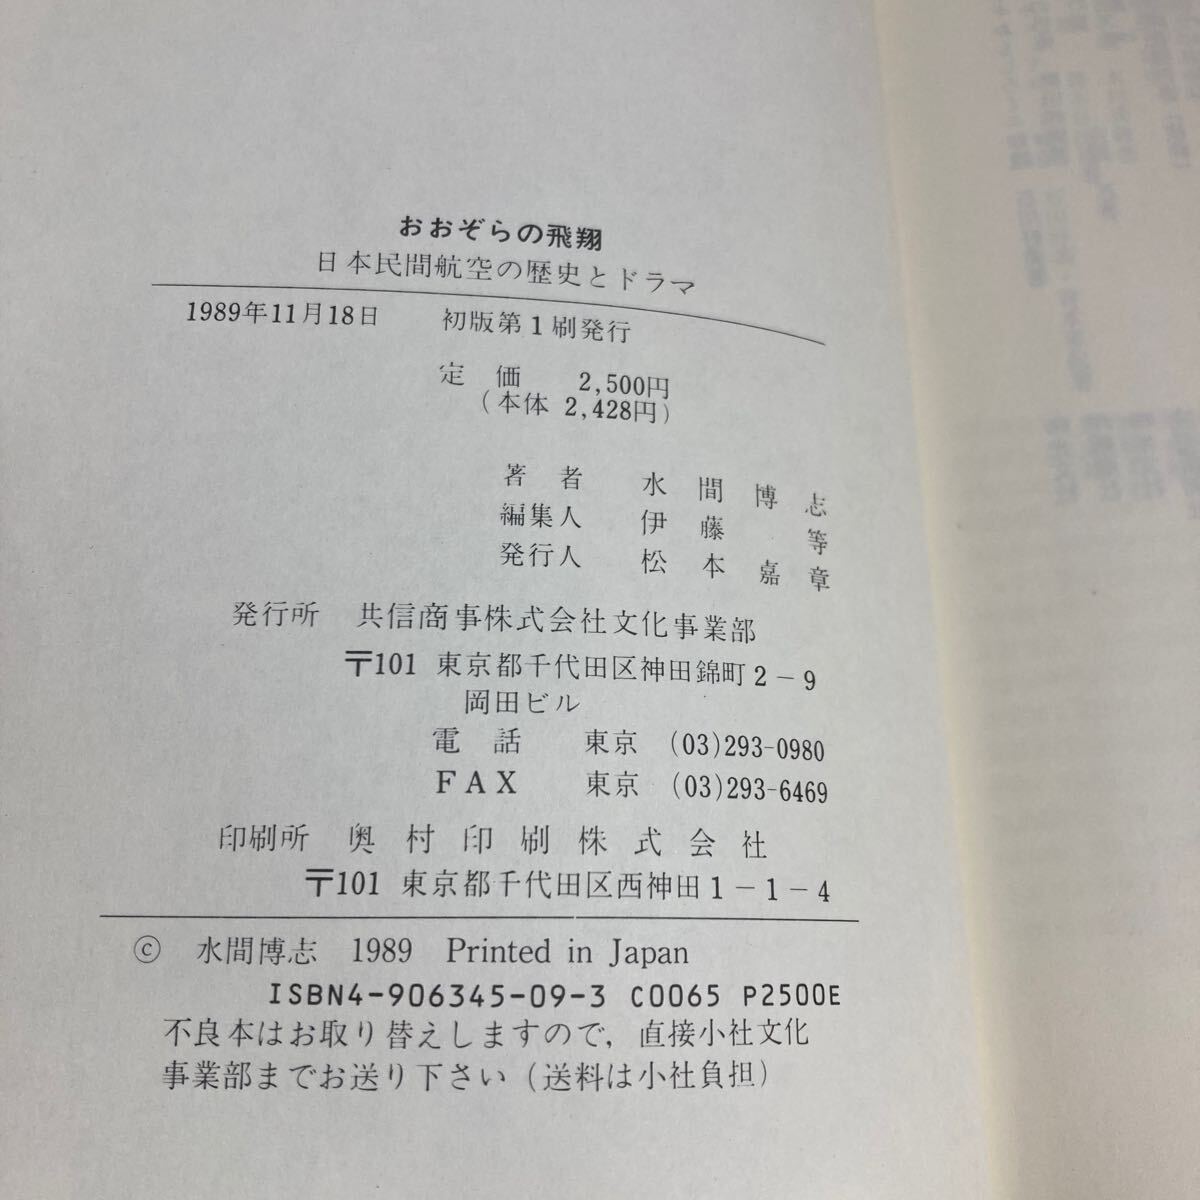 おおぞらの飛翔
日本民間航空の歴史とドラマ
1989年11月18日　初版第1刷発行
定　価　2,500円
（本体 2,428円）
著　者　水　間　博　志
編集人　伊　藤　　　等
発行人　松　本　嘉　章
発行所　共信商事株式会社文化事業部
〒101 東京都千代田区神田錦町2－9
岡田ビル
電　話　東京 (03)293-0980
FAX　東京 (03)293-6469
印刷所　奥　村　印　刷　株　式　会　社
〒101 東京都千代田区西神田1－1－4
© 水間博志　1989　Printed in Japan
ISBN4-906345-09-3 C0065 P2500E
不良本はお取り替えしますので，直接小社文化
事業部までお送り下さい（送料は小社負担）